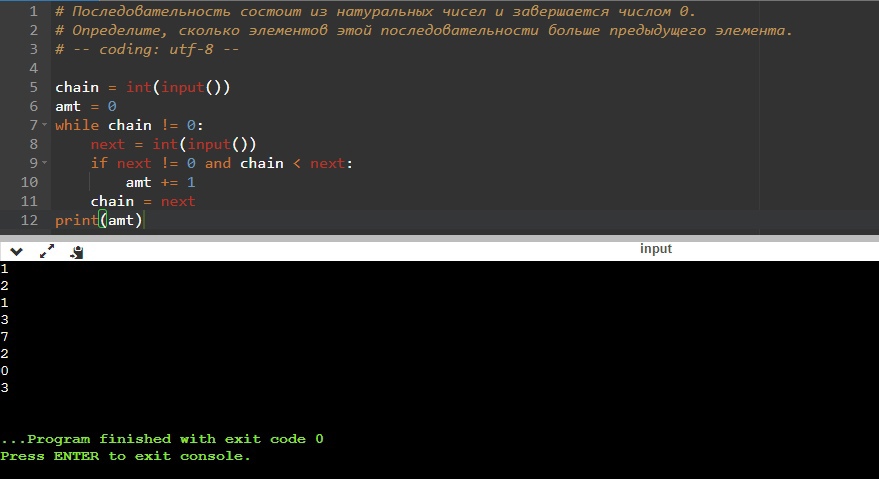 1 # Последовательность состоит из натуральных чисел и завершается числом 0.
2 # Определите, сколько элементов этой последовательности больше предыдущего элемента.
3 # -- coding: utf-8 --
4
5 chain = int(input())
6 amt = 0
7 while chain != 0:
8     next = int(input())
9     if next != 0 and chain < next:
10         amt += 1
11     chain = next
12 print(amt)
input
1
2
1
3
7
2
0
3
...Program finished with exit code 0
Press ENTER to exit console.